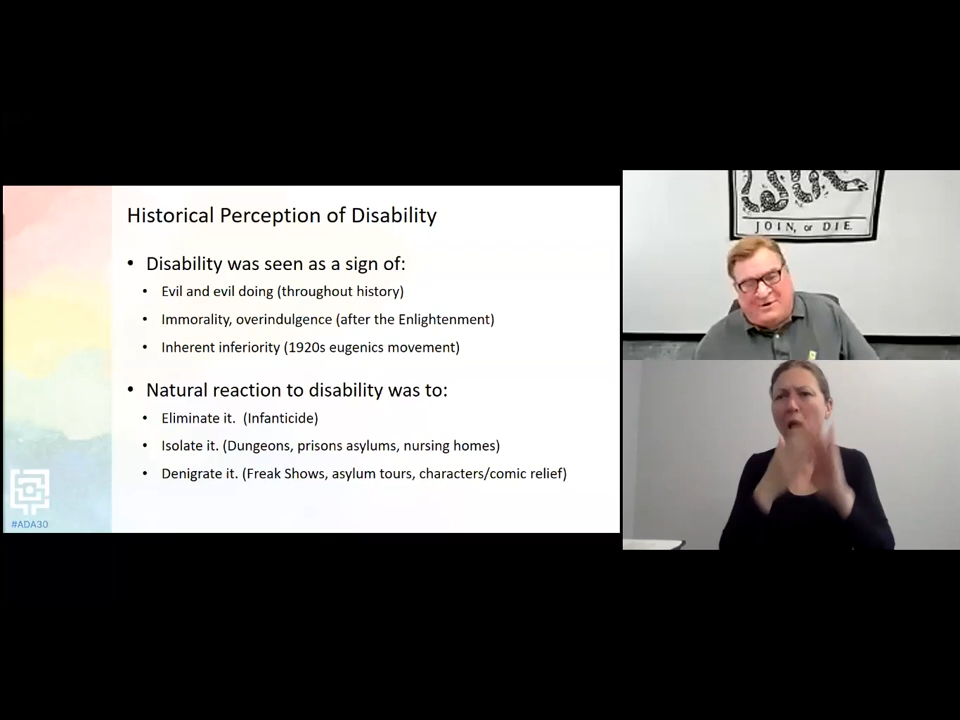 Historical Perception of Disability
• Disability was seen as a sign of:
• Evil and evil doing (throughout history)
• Immorality, overindulgence (after the Enlightenment)
• Inherent inferiority (1920s eugenics movement)
• Natural reaction to disability was to:
• Eliminate it.  (Infanticide)
• Isolate it. (Dungeons, prisons asylums, nursing homes)
• Denigrate it. (Freak Shows, asylum tours, characters/comic relief)
#ADA30
JOIN, or DIE